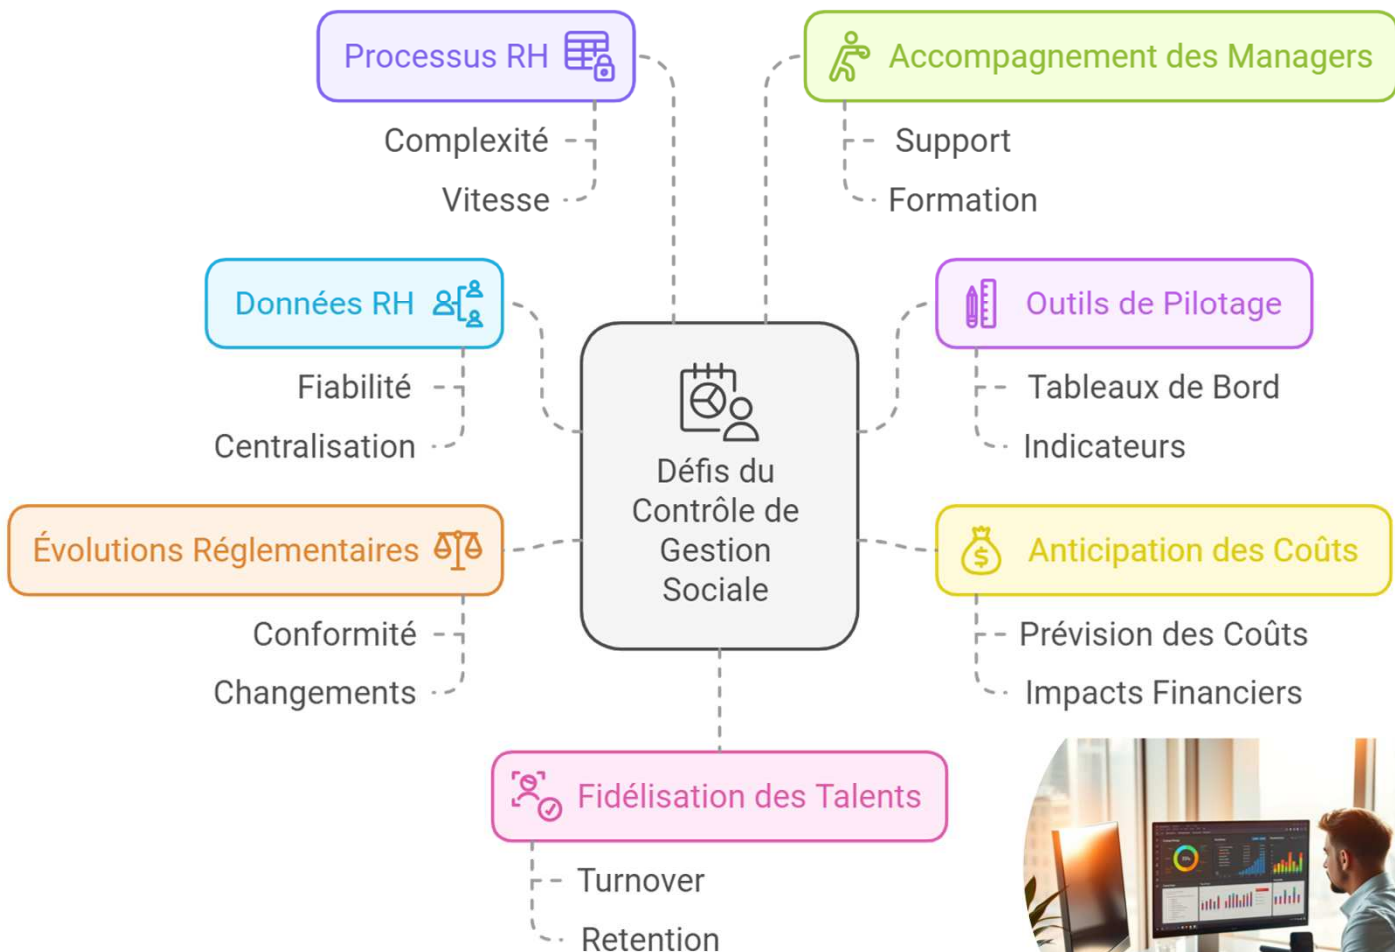 Processus RH
Complexité
Vitesse
Accompagnement des Managers
Support
Formation
Données RH
Fiabilité
Centralisation
Outils de Pilotage
Tableaux de Bord
Indicateurs
Défis du
Contrôle de
Gestion
Sociale
Évolutions Réglementaires
Conformité
Changements
Anticipation des Coûts
Prévision des Coûts
Impacts Financiers
Fidélisation des Talents
Turnover
Retention